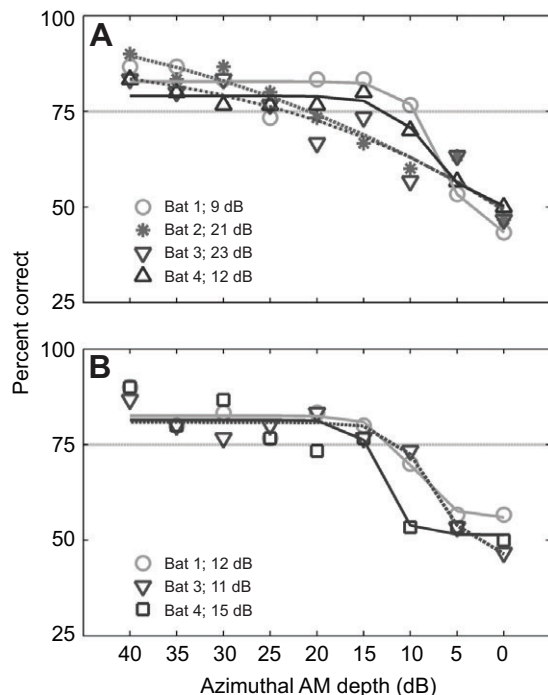 100
A
75
50
Bat 1; 9 dB
Bat 2; 21 dB
Bat 3; 23 dB
Bat 4; 12 dB
25
Percent correct
100
B
75
50
Bat 1; 12 dB
Bat 3; 11 dB
Bat 4; 15 dB
25
40 35 30 25 20 15 10 5 0
Azimuthal AM depth (dB)